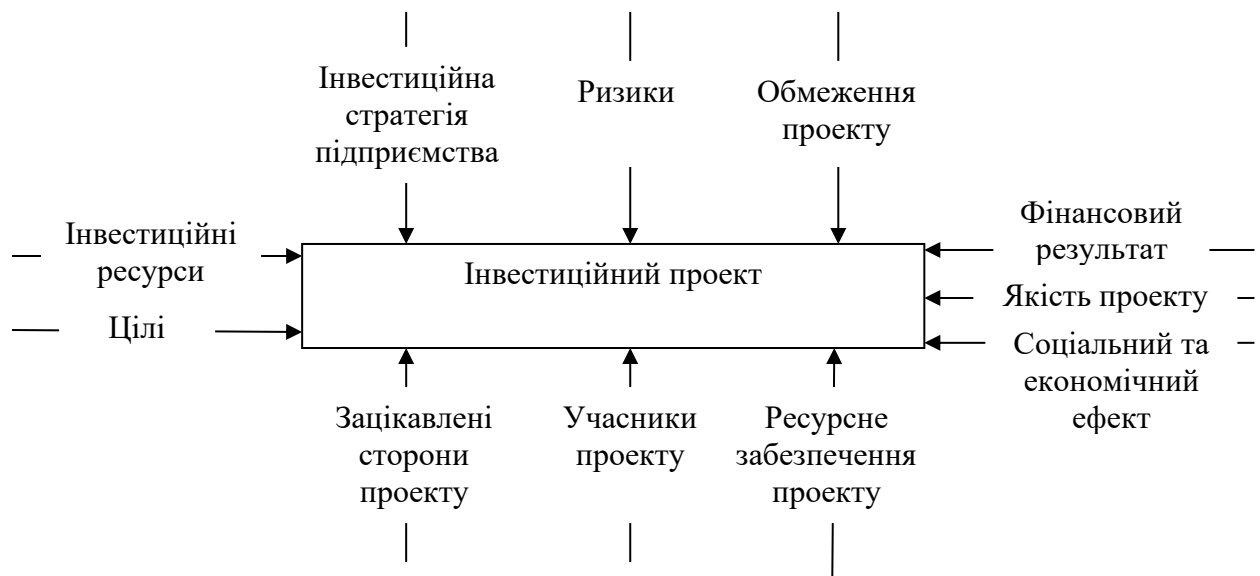 Інвестиційна
стратегія
підприємства
Ризики
Обмеження
проекту
Інвестиційні
ресурси
Цілі
Інвестиційний проект
Фінансовий
результат
Якість проекту
Соціальний та
економічний
ефект
Зацікавлені
сторони
проекту
Учасники
проекту
Ресурсне
забезпечення
проекту